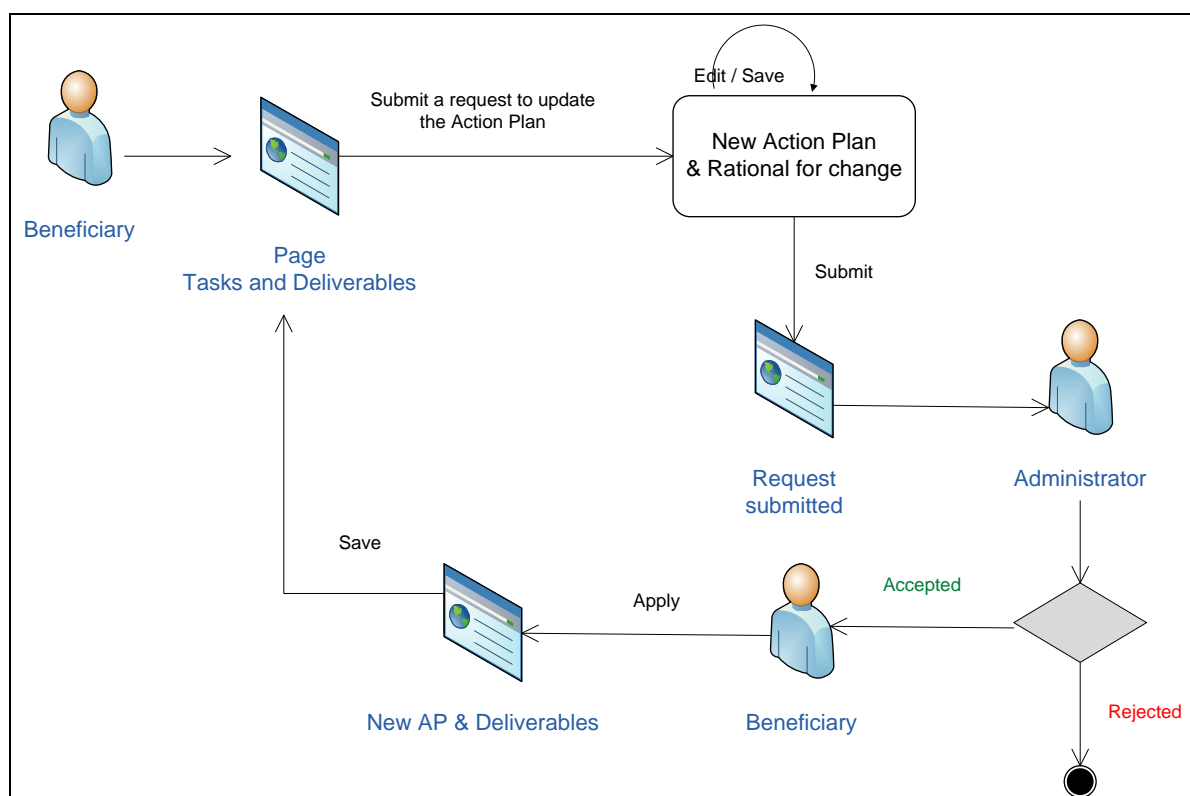 Edit / Save
Submit a request to update
the Action Plan
New Action Plan
& Rational for change
Beneficiary
Page
Tasks and Deliverables
Submit
Request
submitted
Administrator
Save
Apply
Accepted
New AP & Deliverables
Beneficiary
Rejected